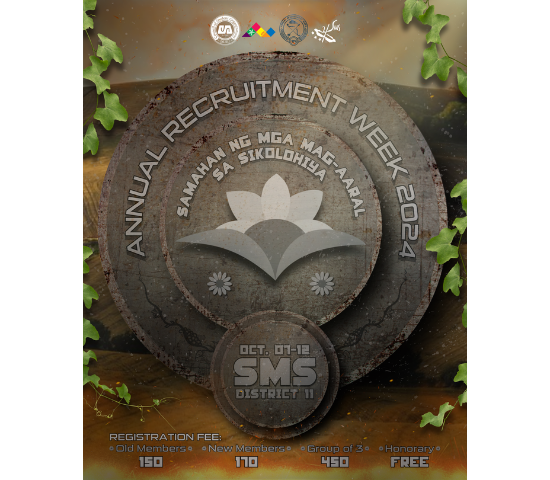 ANNUAL RECRUITMENT WEEK 2024
SAMAHAN NG MGA MAG-AARAL
SA SIKOLOHIYA
OCT. 07-12
SMS
DISTRICT 11
REGISTRATION FEE:
Old Members
New Members
Group of 3
Honorary
150
170
450
FREE